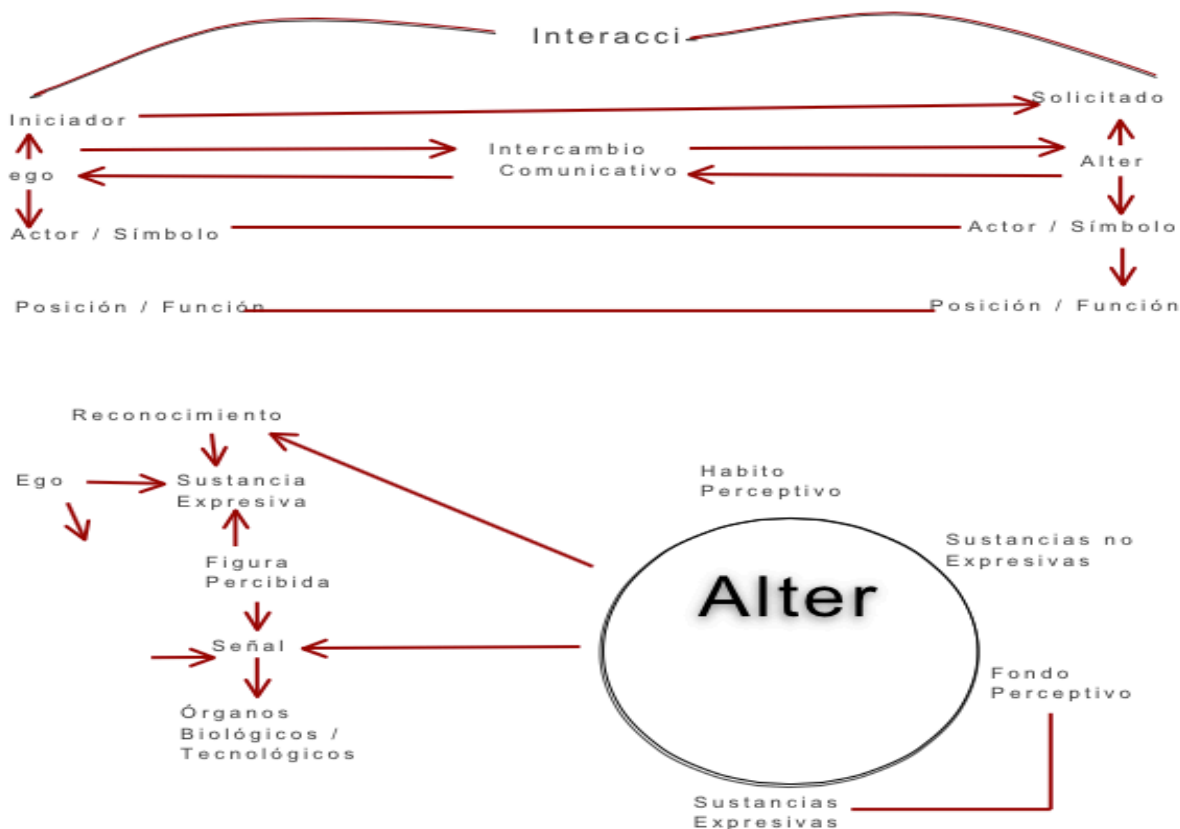 Interacci
Solicitado
Iniciador
Intercambio
Comunicativo
Alter
ego
Actor / Símbolo
Actor / Símbolo
Posición / Función
Posición / Función
Reconocimiento
Ego
Sustancia
Expresiva
Habito
Perceptivo
Sustancias no
Expresivas
Figura
Percibida
Alter
Señal
Fondo
Perceptivo
Órganos
Biológicos /
Tecnológicos
Sustancias
Expresivas